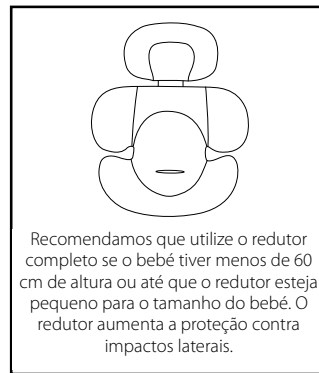 Recomendamos que utilize o redutor
completo se o bebé tiver menos de 60
cm de altura ou até que o redutor esteja
pequeno para o tamanho do bebé. O
redutor aumenta a proteção contra
impactos laterais.